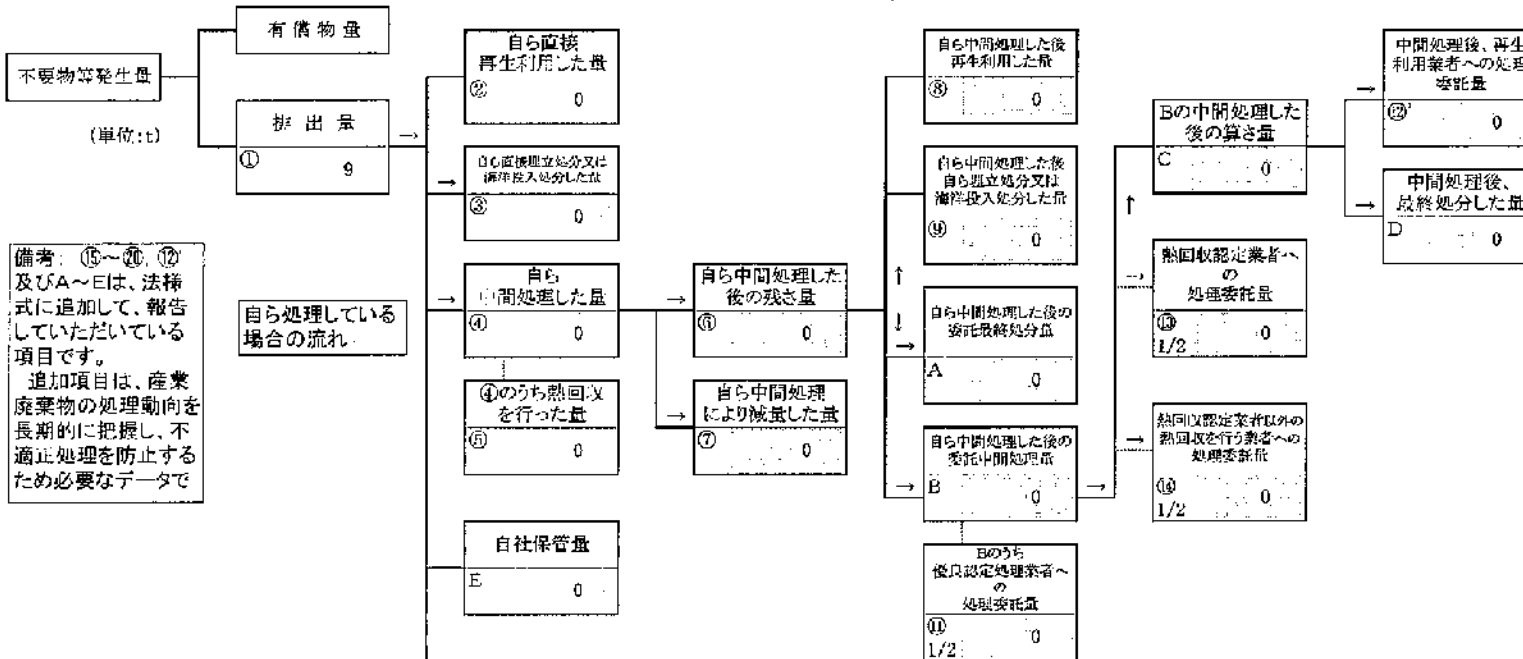 不要物等発生量
(単位:t)
有償物量
排出量
①
9
→
備考: ⑮～⑳, ⑫'
及びA～Eは、法様
式に追加して、報告
していただいている
項目です。
追加項目は、産業
廃棄物の処理動向を
長期的に把握し、不
適正処理を防止する
ため必要なデータで
自ら処理している
場合の流れ
自ら直接
再生利用した量
②
0
→
自ら直接埋立処分又は
海洋投入処分した量
③
0
→
自ら
中間処理した量
④
0
④のうち熱回収
を行った量
⑤
0
自社保管量
E
0
→
自ら中間処理した
後の残さ量
⑥
0
→
自ら中間処理
により減量した量
⑦
0
自ら中間処理した後
再生利用した量
⑧
0
自ら中間処理した後
自ら埋立処分又は
海洋投入処分した量
⑨
0
↑
↓
→
自ら中間処理した後の
委託最終処分量
A
0
→
自ら中間処理した後の
委託中間処理量
B
0
→
Bのうち
優良認定処理業者へ
の
処理委託量
⑪
1/2
0
Bの中間処理した
後の算さ量
C
0
↑
→
熱回収認定業者へ
の
処理委託量
⑬
1/2
0
→
熱回収認定業者以外の
熱回収を行う業者への
処理委託量
⑭
1/2
0
→
中間処理後、再生
利用業者への処理
委託量
⑫'
0
→
中間処理後、
最終処分した量
D
0